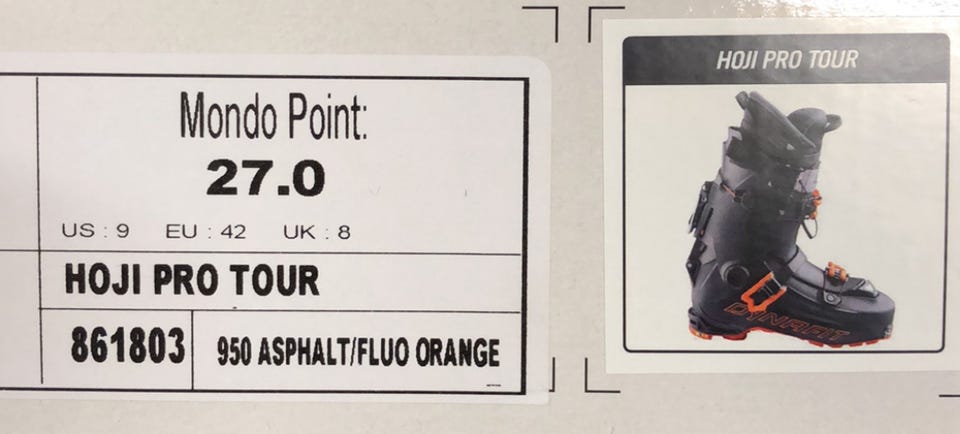 Mondo Point:
27.0
US : 9 EU : 42 UK : 8
HOJI PRO TOUR
861803
950 ASPHALT/FLUO ORANGE
HOJI PRO TOUR
DYNAFIT